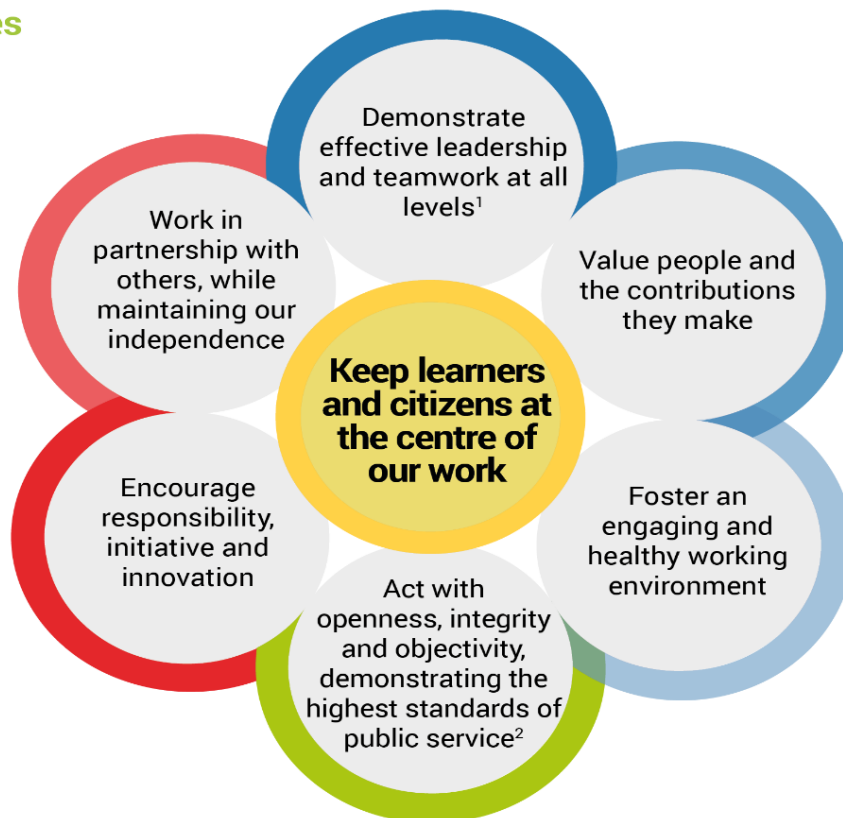 es
Demonstrate
effective leadership
and teamwork at all
levels¹
Value people and
the contributions
they make
Foster an
engaging and
healthy working
environment
Act with
openness, integrity
and objectivity,
demonstrating the
highest standards of
public service²
Encourage
responsibility,
initiative and
innovation
Work in
partnership with
others, while
maintaining our
independence
Keep learners
and citizens at
the centre of
our work